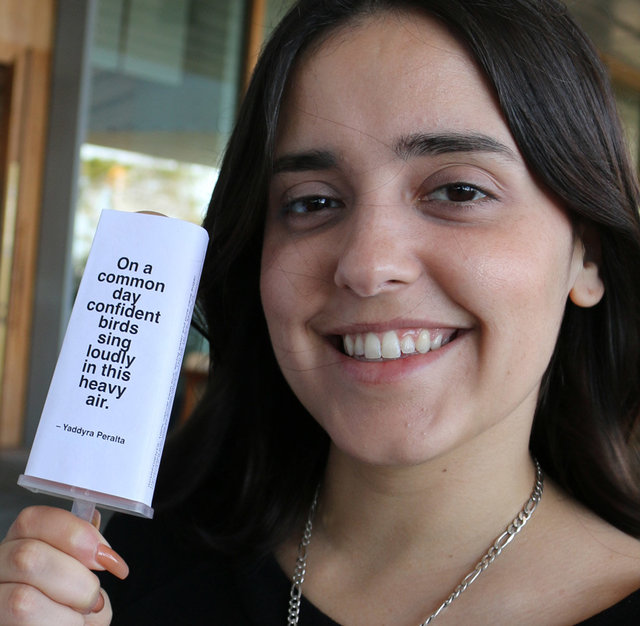 On a
common
day
confident
birds
sing
loudly
in this
heavy
air.
– Yaddyra Peralta